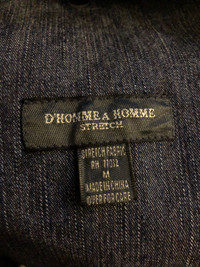 D'HOMME A HOMME
STRETCH
STRETCH FABRIC
M
MADE IN CHINA
OVER FOR CARE